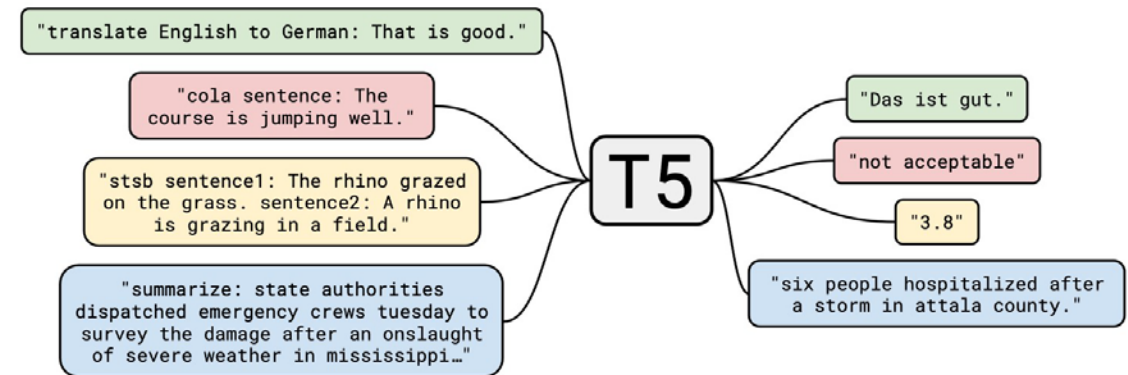 "translate English to German: That is good."
"cola sentence: The
course is jumping well."
"stsb sentence1: The rhino grazed
on the grass. sentence2: A rhino
is grazing in a field."
"summarize: state authorities
dispatched emergency crews tuesday to
survey the damage after an onslaught
of severe weather in mississippi…"
T5
"Das ist gut."
"not acceptable"
"3.8"
"six people hospitalized after
a storm in attala county."